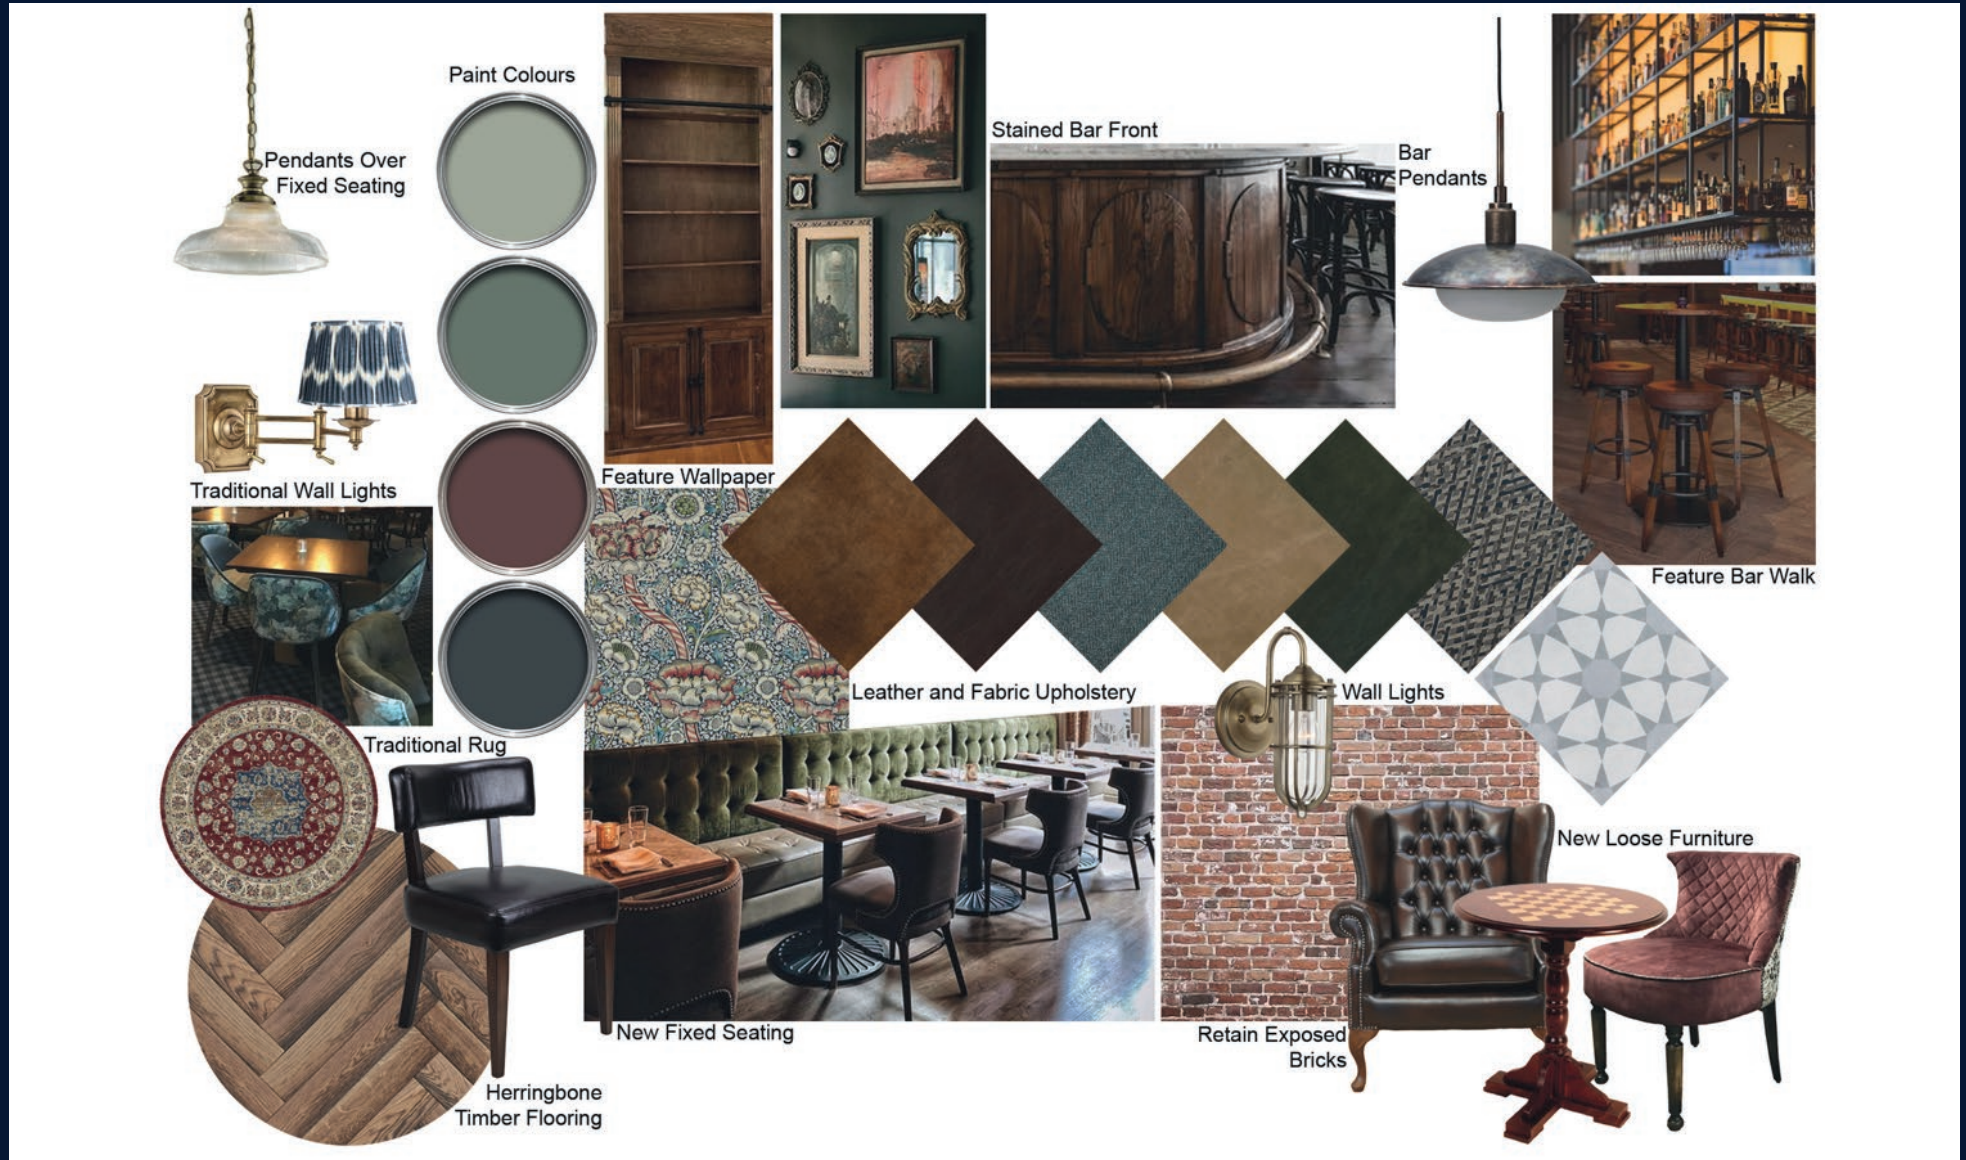 Paint Colours
Pendants Over
Fixed Seating
Stained Bar Front
Bar
Pendants
Traditional Wall Lights
Feature Wallpaper
Feature Bar Walk
Leather and Fabric Upholstery
Wall Lights
Traditional Rug
New Loose Furniture
New Fixed Seating
Retain Exposed
Bricks
Herringbone
Timber Flooring